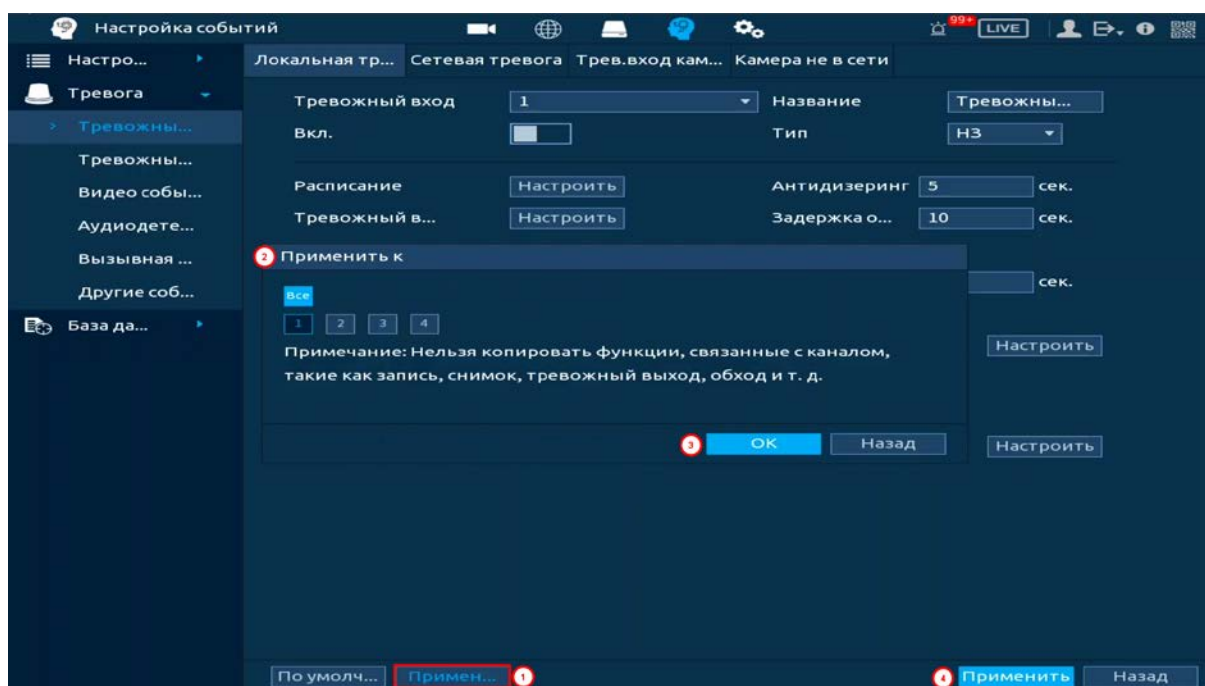 Настройка событий 99+ LIVE
Настро... Локальная тр... Сетевая тревога Трев.вход кам... Камера не в сети
Тревога Тревожный вход 1 Название Тревожны...
Тревожны... Вкл. Тип НЗ
Тревожны...
Видео собы... Расписание Настроить Антидизеринг 5 сек.
Аудиодете... Тревожный в... Настроить Задержка о... 10 сек.
Вызывная ... 2 Применить к
Другие соб... сек.
Все
База да... 1 2 3 4
Примечание: Нельзя копировать функции, связанные с каналом, Настроить
такие как запись, снимок, тревожный выход, обход и т. д.
3 OK Назад Настроить
По умолч... Примен... 1 4 Применить Назад